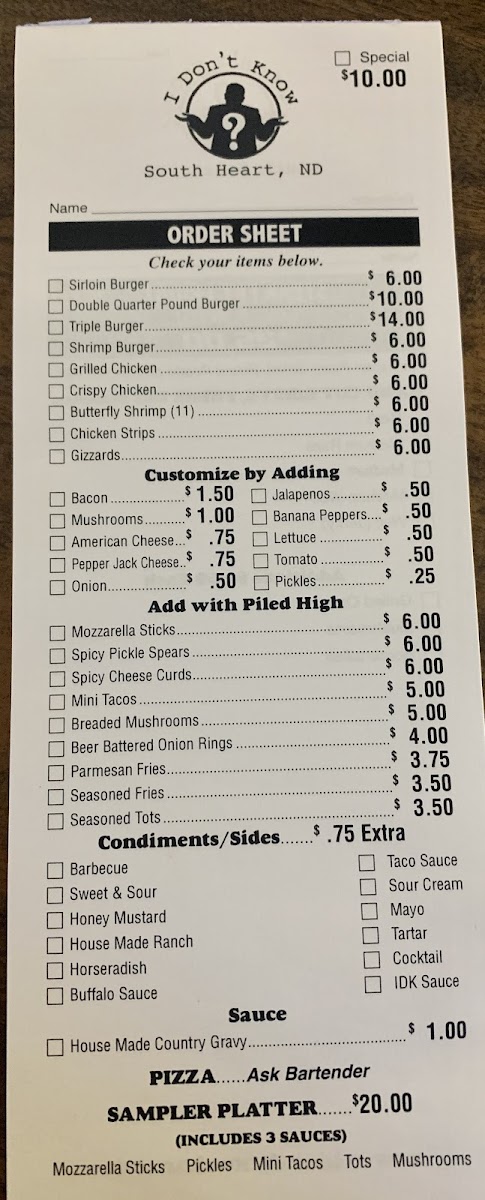 I Don't Know
?
South Heart, ND
Special
$10.00
Name
ORDER SHEET
Check your items below.
Sirloin Burger $ 6.00
Double Quarter Pound Burger $10.00
Triple Burger $14.00
Shrimp Burger $ 6.00
Grilled Chicken $ 6.00
Crispy Chicken $ 6.00
Butterfly Shrimp (11) $ 6.00
Chicken Strips $ 6.00
Gizzards $ 6.00
Customize by Adding
Bacon $ 1.50 Jalapenos $ .50
Mushrooms $ 1.00 Banana Peppers $ .50
American Cheese $ .75 Lettuce $ .50
Pepper Jack Cheese $ .75 Tomato $ .50
Onion $ .50 Pickles $ .25
Add with Piled High
Mozzarella Sticks $ 6.00
Spicy Pickle Spears $ 6.00
Spicy Cheese Curds $ 6.00
Mini Tacos $ 5.00
Breaded Mushrooms $ 5.00
Beer Battered Onion Rings $ 4.00
Parmesan Fries $ 3.75
Seasoned Fries $ 3.50
Seasoned Tots $ 3.50
Condiments/Sides......$ .75 Extra
Barbecue Taco Sauce
Sweet & Sour Sour Cream
Honey Mustard Mayo
House Made Ranch Tartar
Horseradish Cocktail
Buffalo Sauce IDK Sauce
Sauce
House Made Country Gravy $ 1.00
PIZZA......Ask Bartender
SAMPLER PLATTER......$20.00
(INCLUDES 3 SAUCES)
Mozzarella Sticks Pickles Mini Tacos Tots Mushrooms